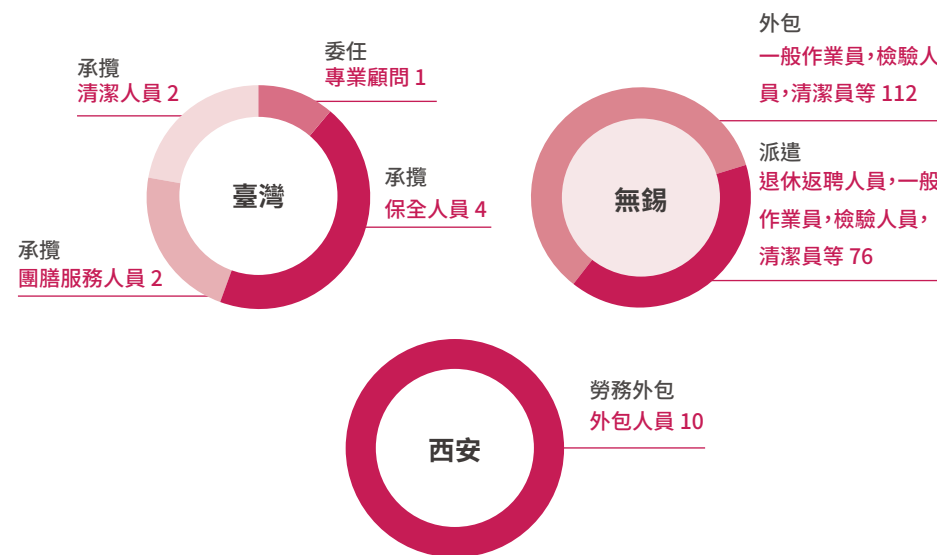 委任
專業顧問 1
承攬
清潔人員 2
臺灣
承攬
保全人員 4
承攬
團膳服務人員 2
外包
一般作業員,檢驗人
員,清潔員等 112
無錫
派遣
退休返聘人員,一般
作業員,檢驗人員,
清潔員等 76
西安
勞務外包
外包人員 10